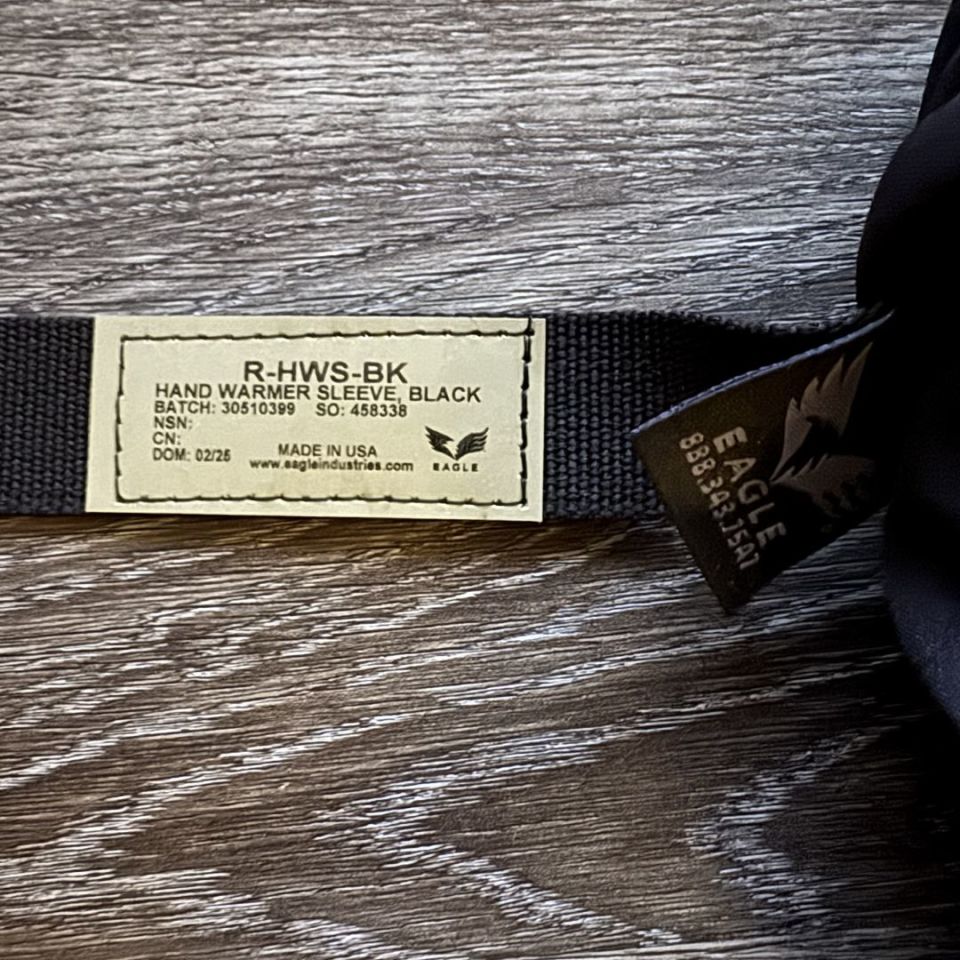 R-HWS-BK
HAND WARMER SLEEVE, BLACK
BATCH: 30510399 SO: 458338
NSN:
CN:
DOM: 02/25
MADE IN USA
www.eagleindustries.com
EAGLE
EAGLE
888.343.7547